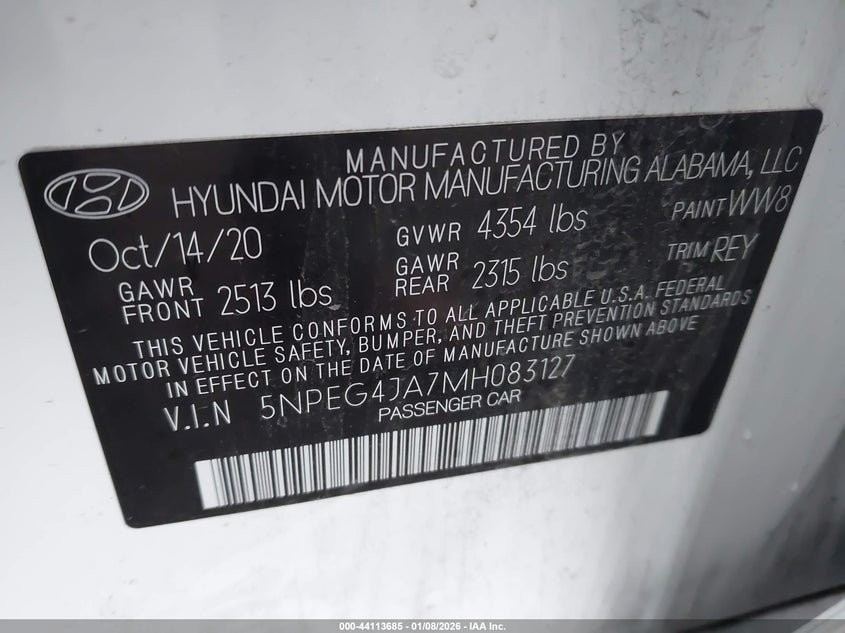 MANUFACTURED BY
HYUNDAI MOTOR MANUFACTURING ALABAMA, LLC
Oct/14/20 GVWR 4354 lbs PAINT WW8
GAWR FRONT 2513 lbs GAWR REAR 2315 lbs TRIM REY
THIS VEHICLE CONFORMS TO ALL APPLICABLE U.S.A. FEDERAL
MOTOR VEHICLE SAFETY, BUMPER, AND THEFT PREVENTION STANDARDS
IN EFFECT ON THE DATE OF MANUFACTURE SHOWN ABOVE
V.I.N 5NPEG4JA7MH083127
PASSENGER CAR
000-44113685 - 01/08/2026 - IAA Inc.